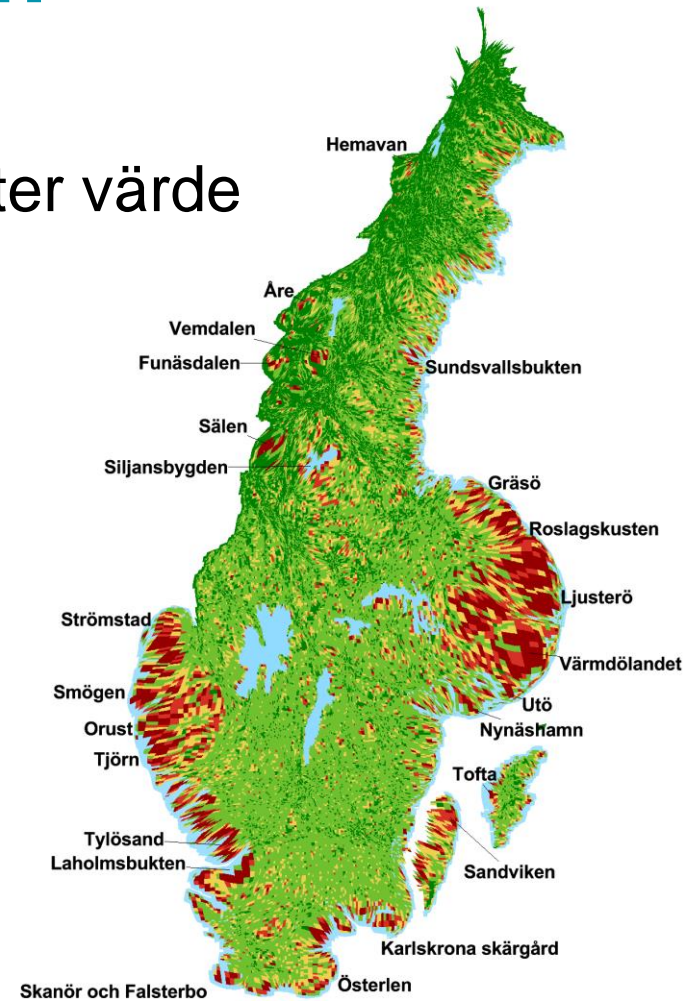 ter värde
Hemavan
Åre
Vemdalen
Funäsdalen
Sundsvallsbukten
Sälen
Siljansbygden
Gräsö
Roslagskusten
Ljusterö
Strömstad
Värmdölandet
Smögen
Utö
Orust
Nynäshamn
Tjörn
Tofta
Tylösand
Laholmsbukten
Sandviken
Karlskrona skärgård
Österlen
Skanör och Falsterbo